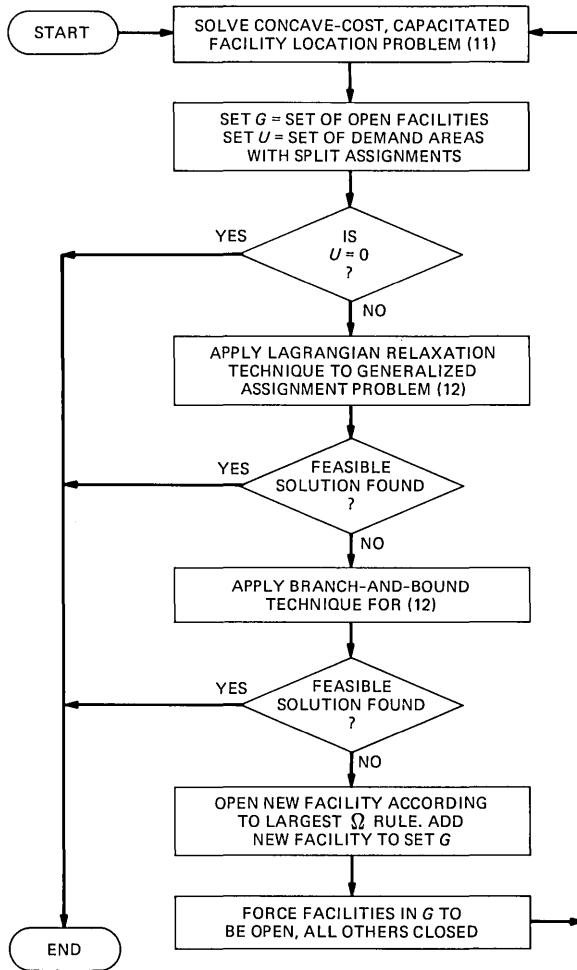 START
SOLVE CONCAVE-COST, CAPACITATED
FACILITY LOCATION PROBLEM (11)
SET G = SET OF OPEN FACILITIES
SET U = SET OF DEMAND AREAS
WITH SPLIT ASSIGNMENTS
YES
IS
U = 0
?
NO
APPLY LAGRANGIAN RELAXATION
TECHNIQUE TO GENERALIZED
ASSIGNMENT PROBLEM (12)
YES
FEASIBLE
SOLUTION FOUND
?
NO
APPLY BRANCH-AND-BOUND
TECHNIQUE FOR (12)
YES
FEASIBLE
SOLUTION FOUND
?
NO
OPEN NEW FACILITY ACCORDING
TO LARGEST Ω RULE. ADD
NEW FACILITY TO SET G
FORCE FACILITIES IN G TO
BE OPEN, ALL OTHERS CLOSED
END